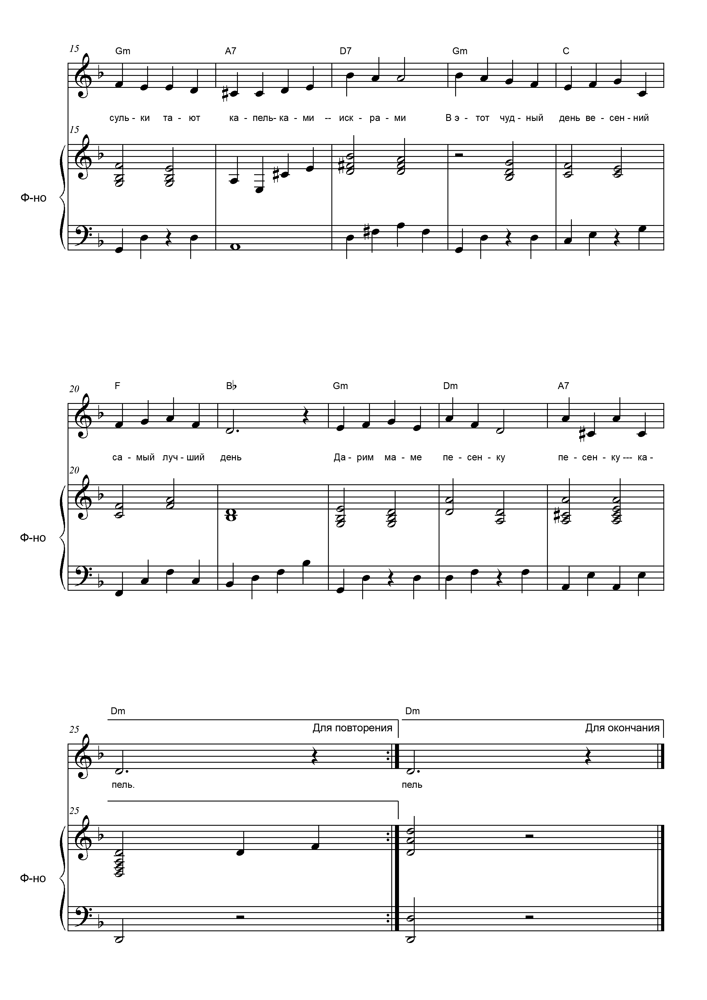 15
Gm A7 D7 Gm C
суль - ки та - ют ка - пель- ка - ми -- иск - ра - ми В э - тот чуд - ный день ве - сен - ний
15
Ф-но
20
F B♭ Gm Dm A7
са - мый луч - ший день Да - рим ма - ме пе - сен - ку пе - сен - ку --- ка -
20
Ф-но
Dm Dm
Для повторения Для окончания
25
пель. пель
25
Ф-но